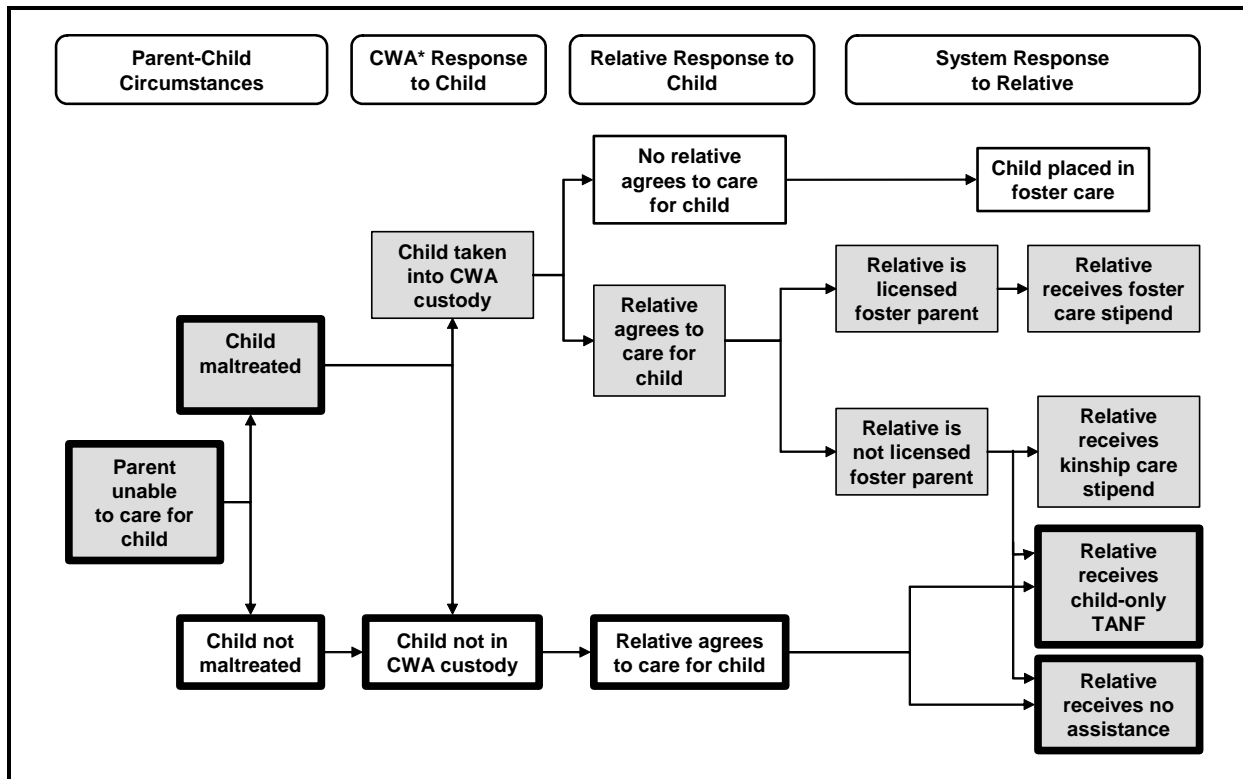 Parent-Child
Circumstances
CWA* Response
to Child
Relative Response to
Child
System Response
to Relative
No relative
agrees to care
for child
Child placed in
foster care
Child taken
into CWA
custody
Relative
agrees to
care for
child
Relative is
licensed
foster parent
Relative
receives foster
care stipend
Child
maltreated
Relative is
not licensed
foster parent
Relative
receives
kinship care
stipend
Parent
unable
to care for
child
Relative
receives
child-only
TANF
Child not
maltreated
Child not in
CWA custody
Relative agrees
to care for child
Relative
receives no
assistance